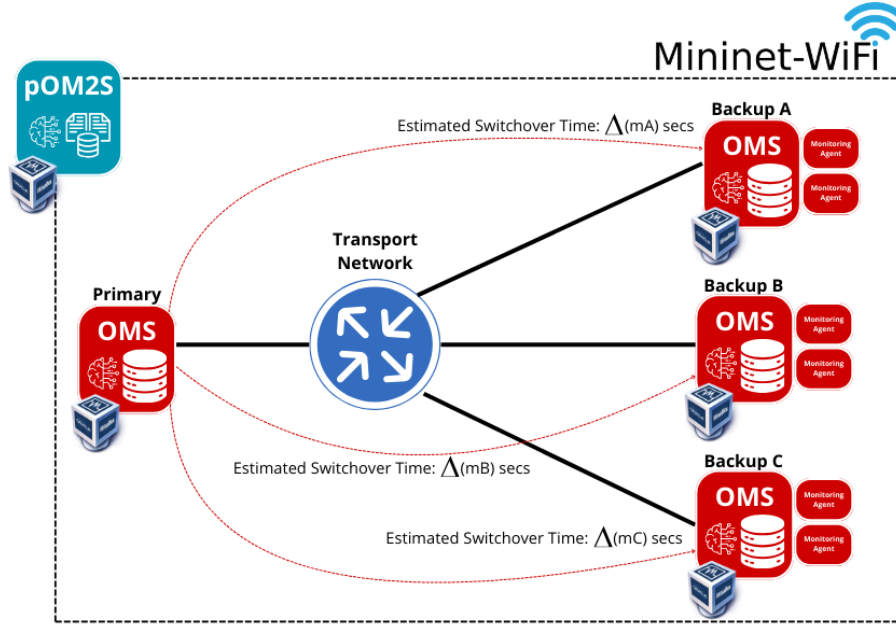 Mininet-WiFi
pOM2S
Backup A
Estimated Switchover Time: Δ(mA) secs
OMS
Monitoring
Agent
Monitoring
Agent
Transport
Network
Primary
OMS
Backup B
OMS
Monitoring
Agent
Monitoring
Agent
Estimated Switchover Time: Δ(mB) secs
Backup C
OMS
Monitoring
Agent
Monitoring
Agent
Estimated Switchover Time: Δ(mC) secs